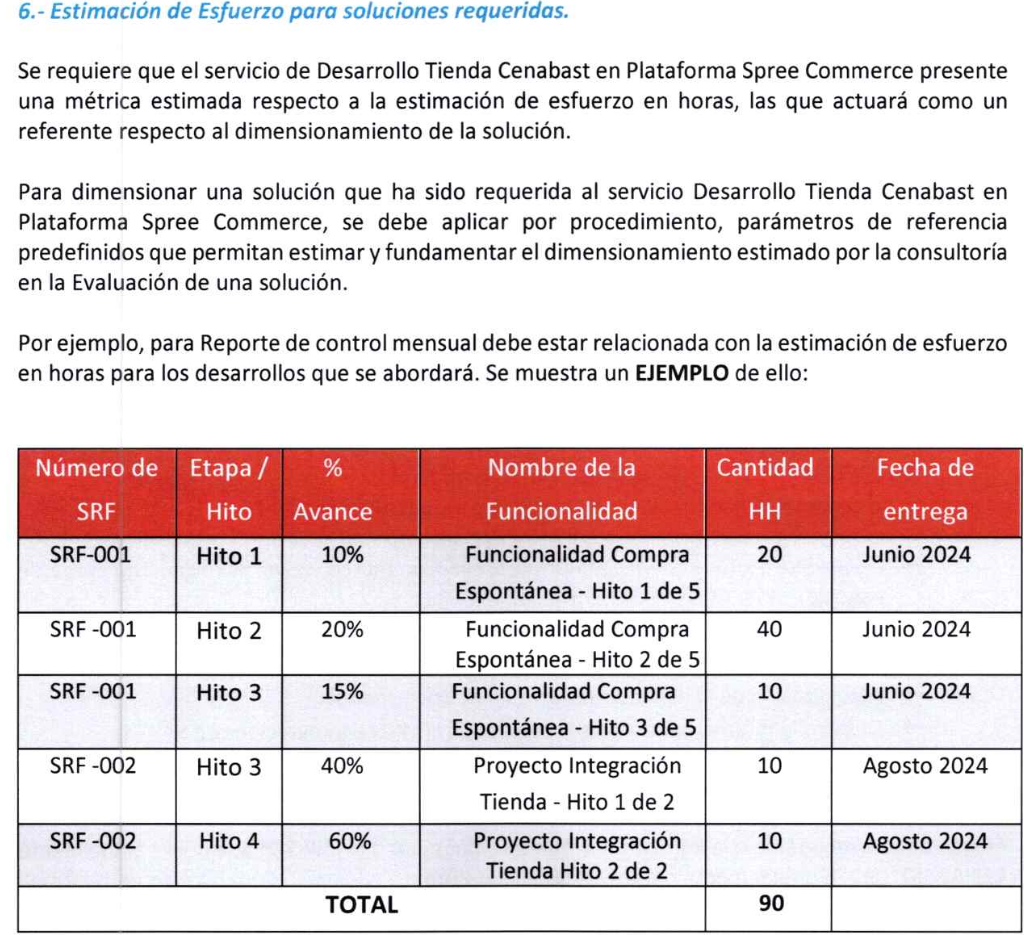 6.- Estimación de Esfuerzo para soluciones requeridas.
Se requiere que el servicio de Desarrollo Tienda Cenabast en Plataforma Spree Commerce presente
una métrica estimada respecto a la estimación de esfuerzo en horas, las que actuará como un
referente respecto al dimensionamiento de la solución.
Para dimensionar una solución que ha sido requerida al servicio Desarrollo Tienda Cenabast en
Plataforma Spree Commerce, se debe aplicar por procedimiento, parámetros de referencia
predefinidos que permitan estimar y fundamentar el dimensionamiento estimado por la consultoría
en la Evaluación de una solución.
Por ejemplo, para Reporte de control mensual debe estar relacionada con la estimación de esfuerzo
en horas para los desarrollos que se abordará. Se muestra un EJEMPLO de ello:
Número de Etapa / % Nombre de la Cantidad Fecha de
SRF Hito Avance Funcionalidad HH entrega
SRF-001 Hito 1 10% Funcionalidad Compra 20 Junio 2024
Espontánea - Hito 1 de 5
SRF -001 Hito 2 20% Funcionalidad Compra 40 Junio 2024
Espontánea - Hito 2 de 5
SRF -001 Hito 3 15% Funcionalidad Compra 10 Junio 2024
Espontánea - Hito 3 de 5
SRF -002 Hito 3 40% Proyecto Integración 10 Agosto 2024
Tienda - Hito 1 de 2
SRF -002 Hito 4 60% Proyecto Integración 10 Agosto 2024
Tienda Hito 2 de 2
TOTAL 90